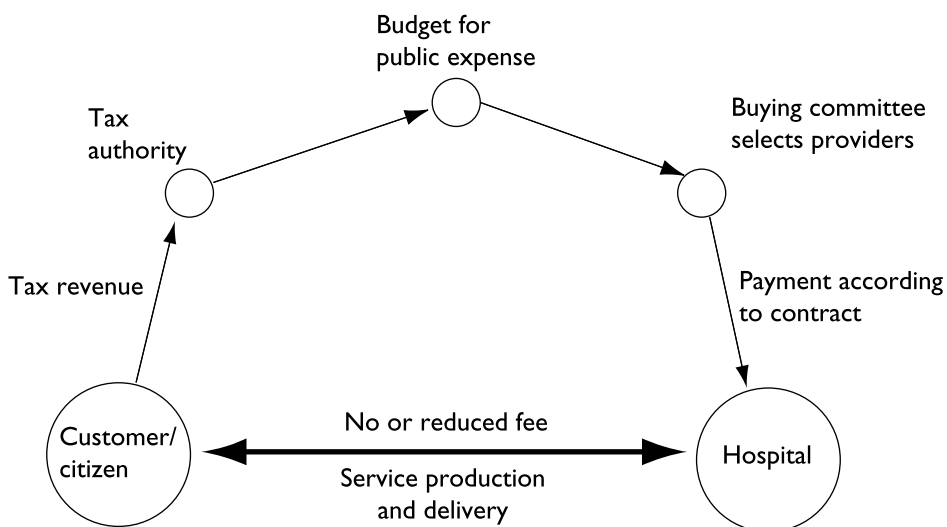 Budget for
public expense
Tax
authority
Buying committee
selects providers
Tax revenue
Payment according
to contract
Customer/
citizen
No or reduced fee
Service production
and delivery
Hospital